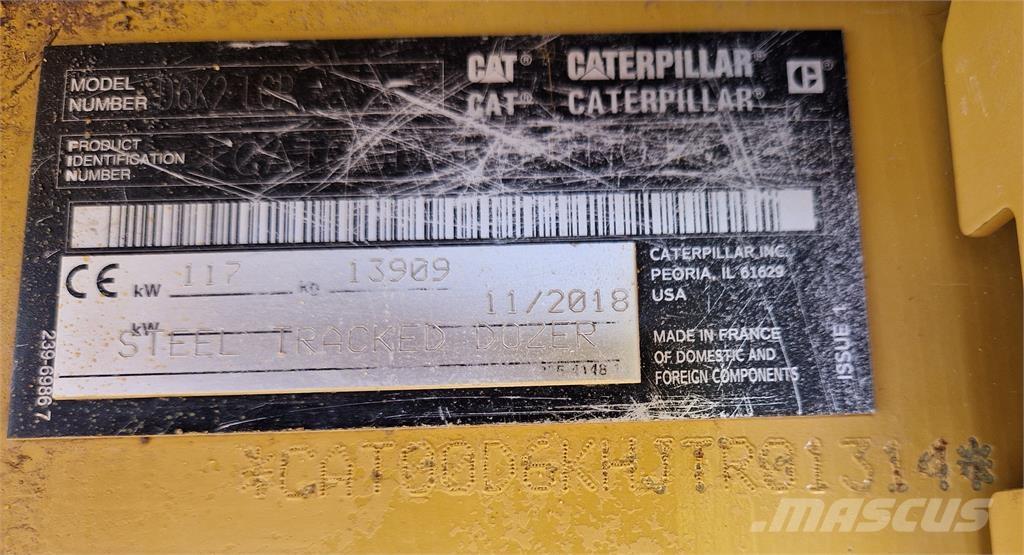 CAT® CATERPILLAR®
CAT® CATERPILLAR®
MODEL NUMBER D6K2 LGP
PRODUCT IDENTIFICATION NUMBER
CE kW 117 kg 13909
11/2018
kW
STEEL TRACKED DOZER
CATERPILLAR INC.
PEORIA, IL 61629
USA
MADE IN FRANCE
OF DOMESTIC AND
FOREIGN COMPONENTS
ISSUE 1
239-6986 7
*CAT00D6KHJTR01314*
MASCUS